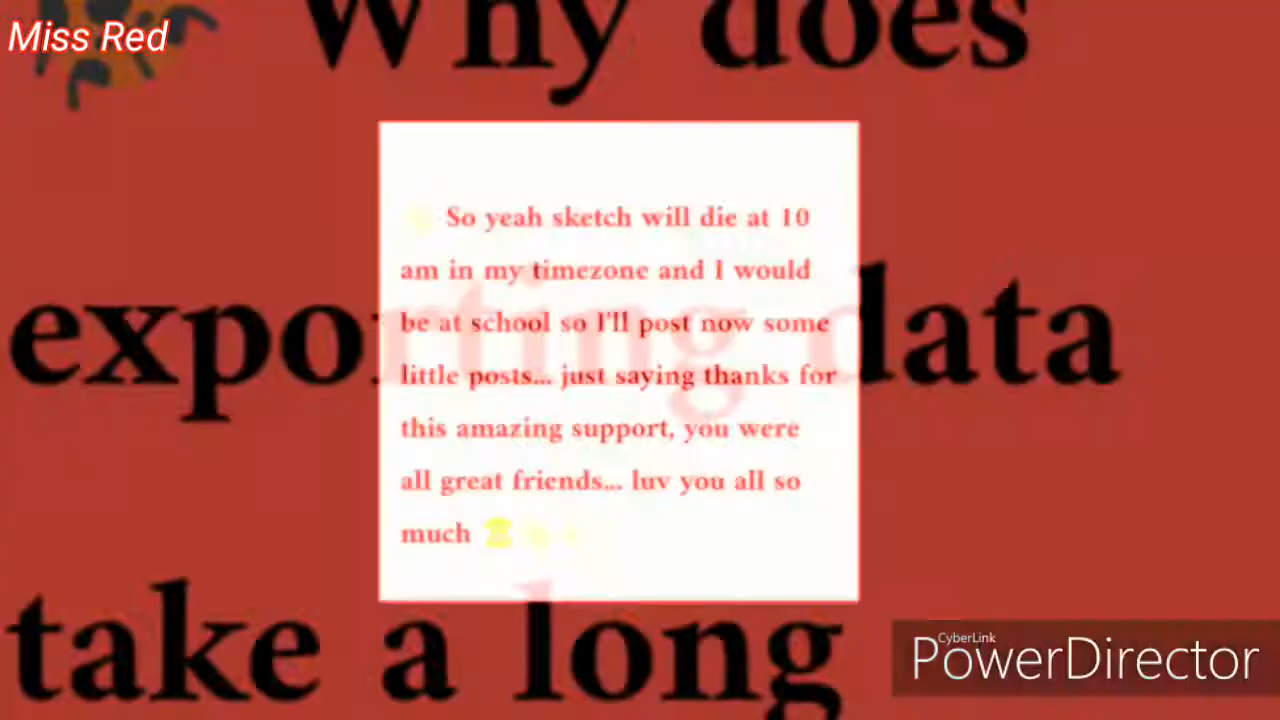 Miss Red
Why does
exporting data
take a long
So yeah sketch will die at 10
am in my timezone and I would
be at school so I'll post now some
little posts... just saying thanks for
this amazing support, you were
all great friends... luv you all so
much
CyberLink
PowerDirector